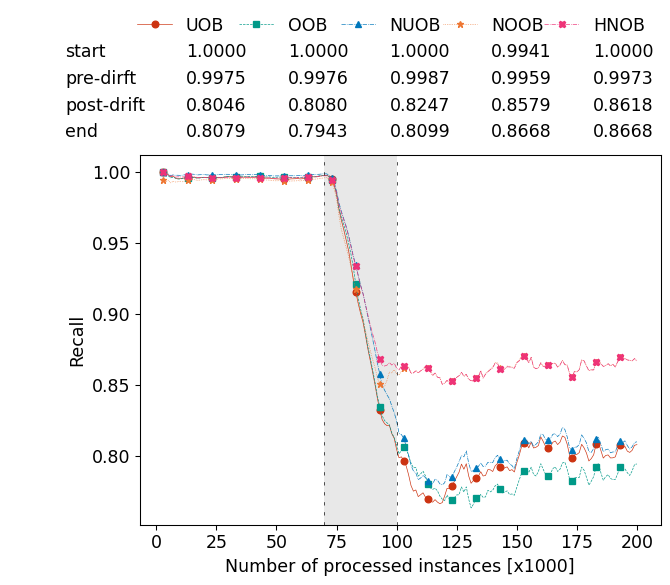 UOB OOB NUOB NOOB HNOB
start 1.0000 1.0000 1.0000 0.9941 1.0000
pre-dirft 0.9975 0.9976 0.9987 0.9959 0.9973
post-drift 0.8046 0.8080 0.8247 0.8579 0.8618
end 0.8079 0.7943 0.8099 0.8668 0.8668
1.00
0.95
0.90
0.85
0.80
Recall
0 25 50 75 100 125 150 175 200
Number of processed instances [x1000]